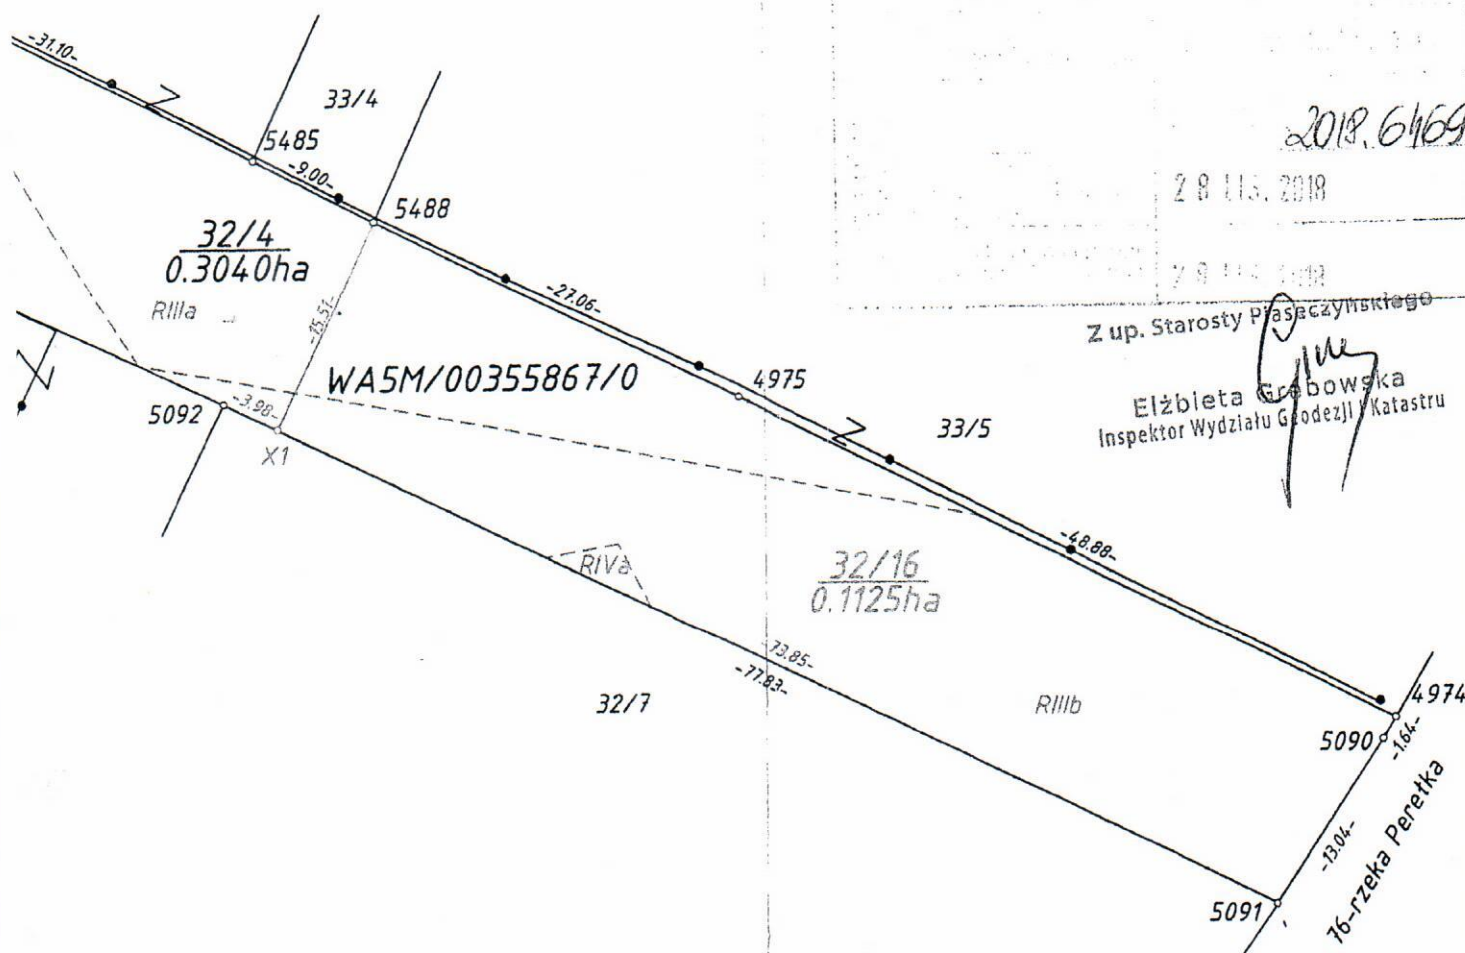 -31.10-
Z
33/4
5485
-9.00-
5488
32/4
0.3040ha
RIIIa
-15.51-
-27.06-
WA5M/00355867/0
4975
Z
33/5
5092
-3.98-
X1
RIVa
-48.88-
32/16
0.1125ha
-73.85-
-77.83-
32/7
RIIIb
4974
5090
-1.64-
-13.04-
5091
76-rzeka Perełka
28 LIS. 2018
Z up. Starosty Piaseczyńskiego
Elżbieta Grabowska
Inspektor Wydziału Geodezji i Katastru